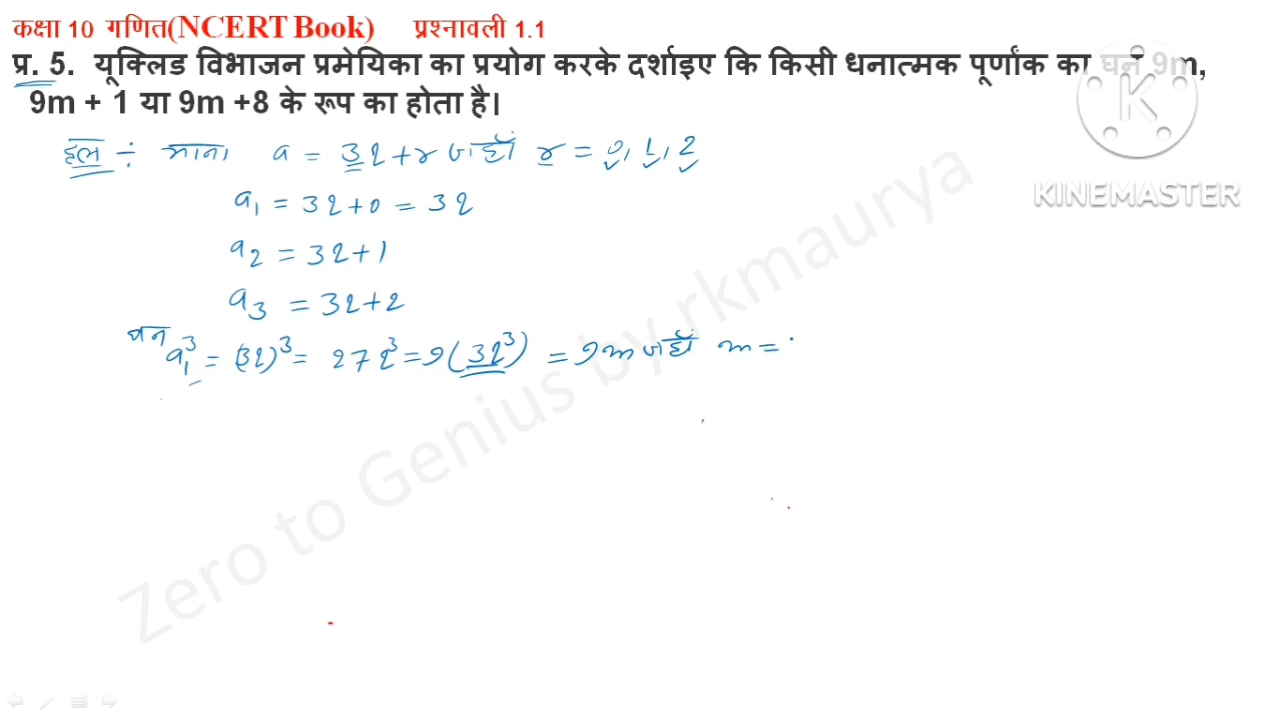 कक्षा 10 गणित(NCERT Book) प्रश्नावली 1.1
प्र. 5. यूक्लिड विभाजन प्रमेयिका का प्रयोग करके दर्शाइए कि किसी धनात्मक पूर्णांक का घन 9m,
9m + 1 या 9m +8 के रूप का होता है।
K
KINEMASTER
हल ÷ माना a = 3q+r जहाँ r = 0, 1, 2
a₁ = 3q+0 = 3q
a₂ = 3q+1
a₃ = 3q+2
घन a₁³ = (3q)³ = 27q³ = 9(3q³) = 9m जहाँ m =
Zero to Genius by rkmaurya